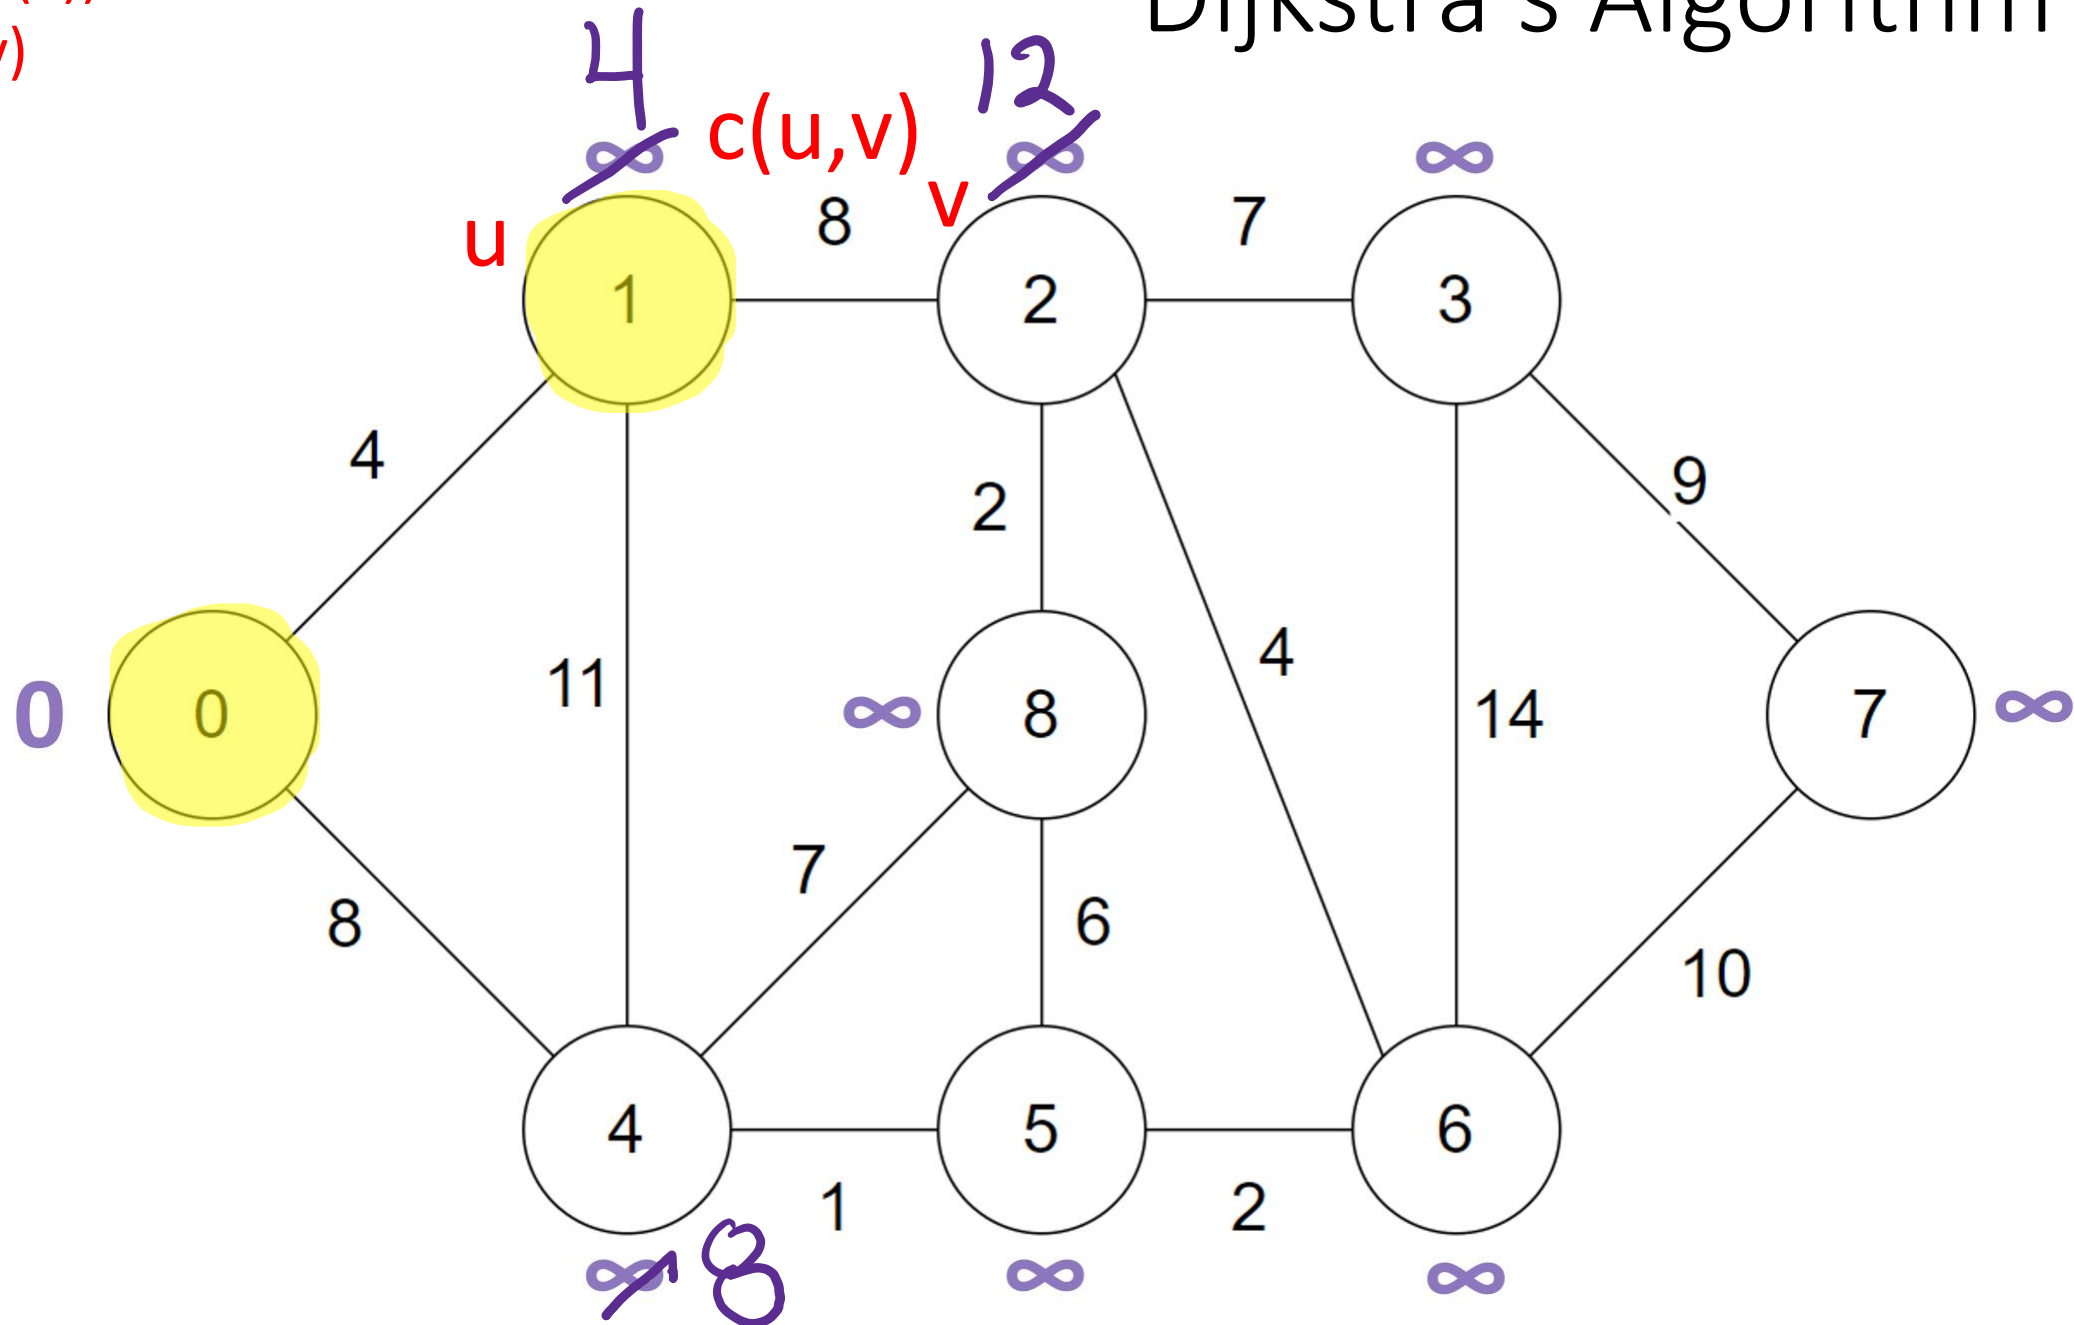 Dijkstra's Algorithm
v)
4
12
∞ c(u,v) ∞ ∞
u 8 v 7
1 2 3
4 2 9
11 4
0 0 ∞ 8 14 7 ∞
7
8 6 10
4 5 6
1 2
∞ 8 ∞ ∞